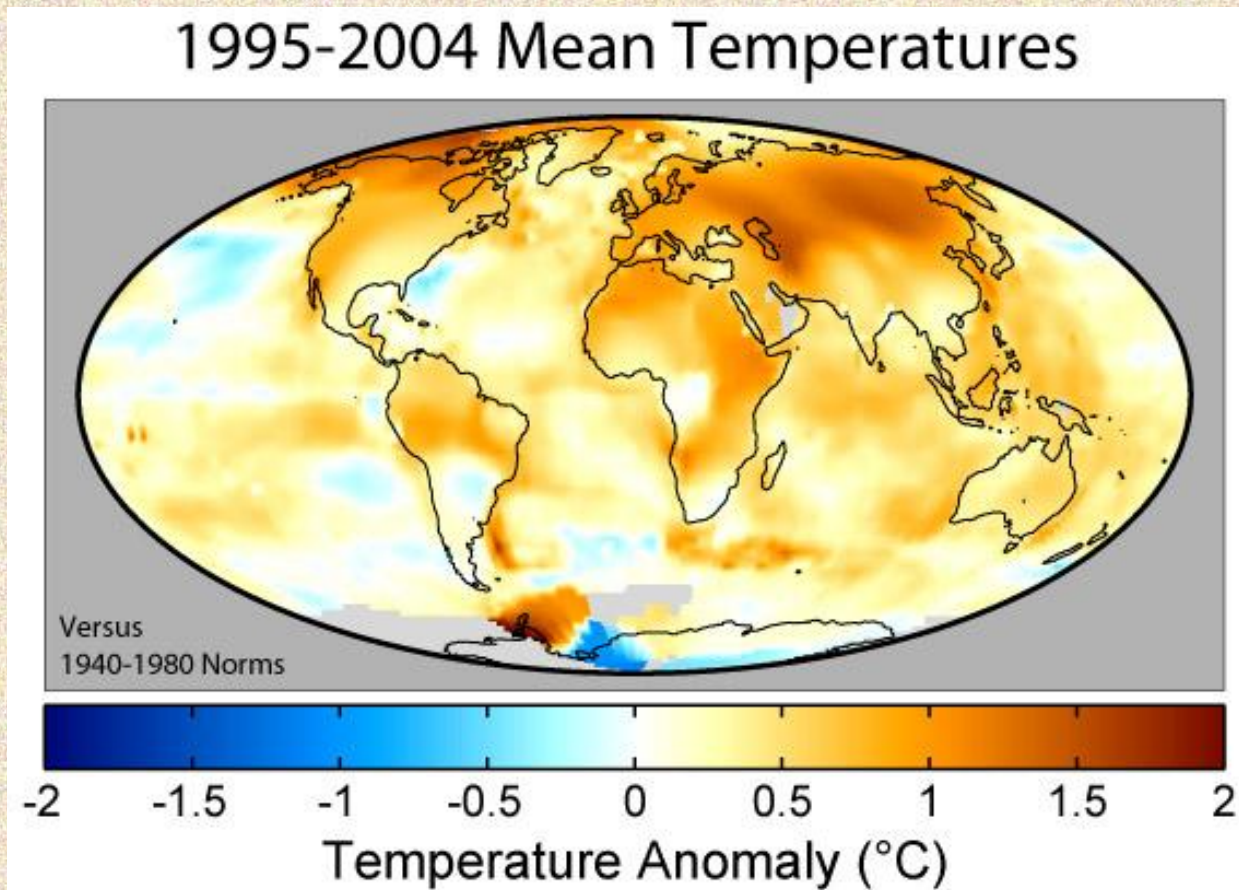 1995-2004 Mean Temperatures
Versus
1940-1980 Norms
-2 -1.5 -1 -0.5 0 0.5 1 1.5 2
Temperature Anomaly (°C)